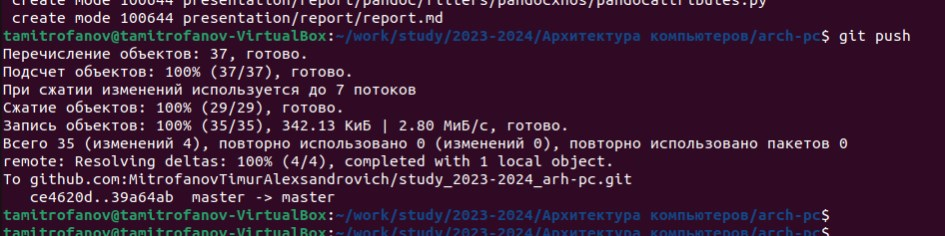 create mode 100644 presentation/report/pandoc/filters/pandocxnos/pandocattributes.py
create mode 100644 presentation/report/report.md
tamitrofanov@tamitrofanov-VirtualBox:~/work/study/2023-2024/Архитектура компьютеров/arch-pc$ git push
Перечисление объектов: 37, готово.
Подсчет объектов: 100% (37/37), готово.
При сжатии изменений используется до 7 потоков
Сжатие объектов: 100% (29/29), готово.
Запись объектов: 100% (35/35), 342.13 КиБ | 2.80 МиБ/с, готово.
Всего 35 (изменений 4), повторно использовано 0 (изменений 0), повторно использовано пакетов 0
remote: Resolving deltas: 100% (4/4), completed with 1 local object.
To github.com:MitrofanovTimurAlexsandrovich/study_2023-2024_arh-pc.git
ce4620d..39a64ab  master -> master
tamitrofanov@tamitrofanov-VirtualBox:~/work/study/2023-2024/Архитектура компьютеров/arch-pc$
tamitrofanov@tamitrofanov-VirtualBox:~/work/study/2023-2024/Архитектура компьютеров/arch-pc$